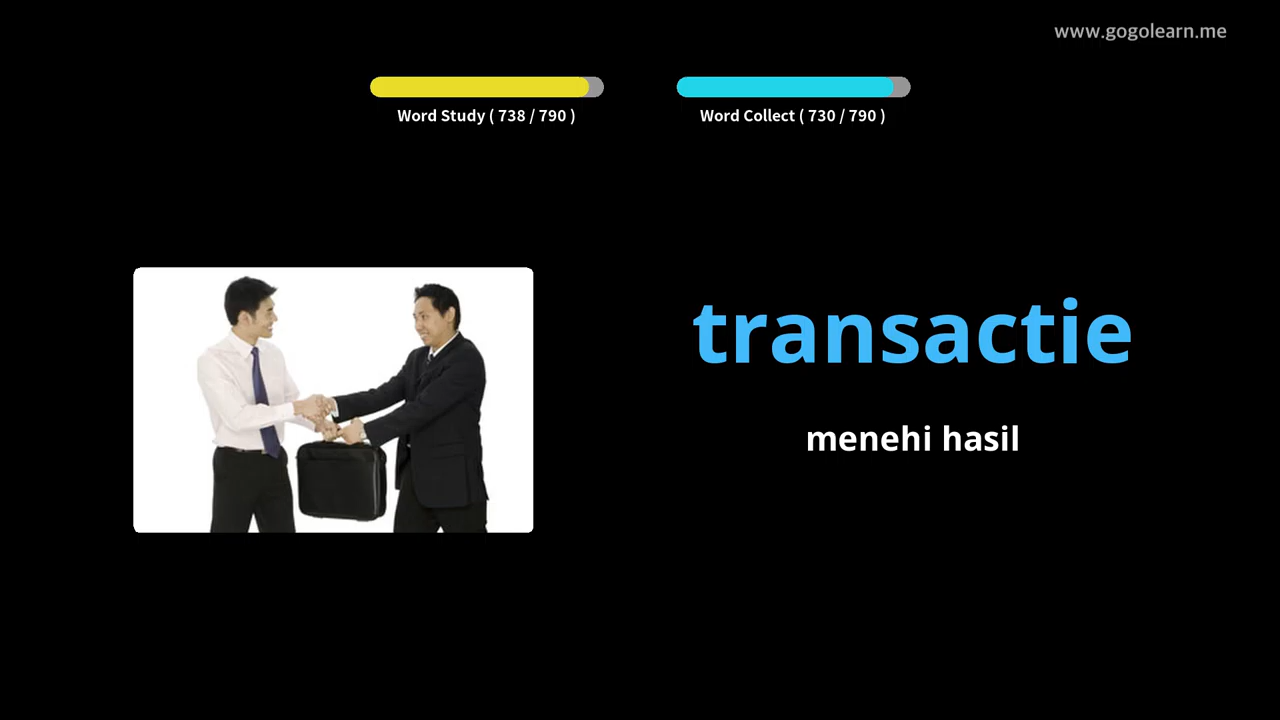 www.gogolearn.me
Word Study ( 738 / 790 )
Word Collect ( 730 / 790 )
transactie
menehi hasil